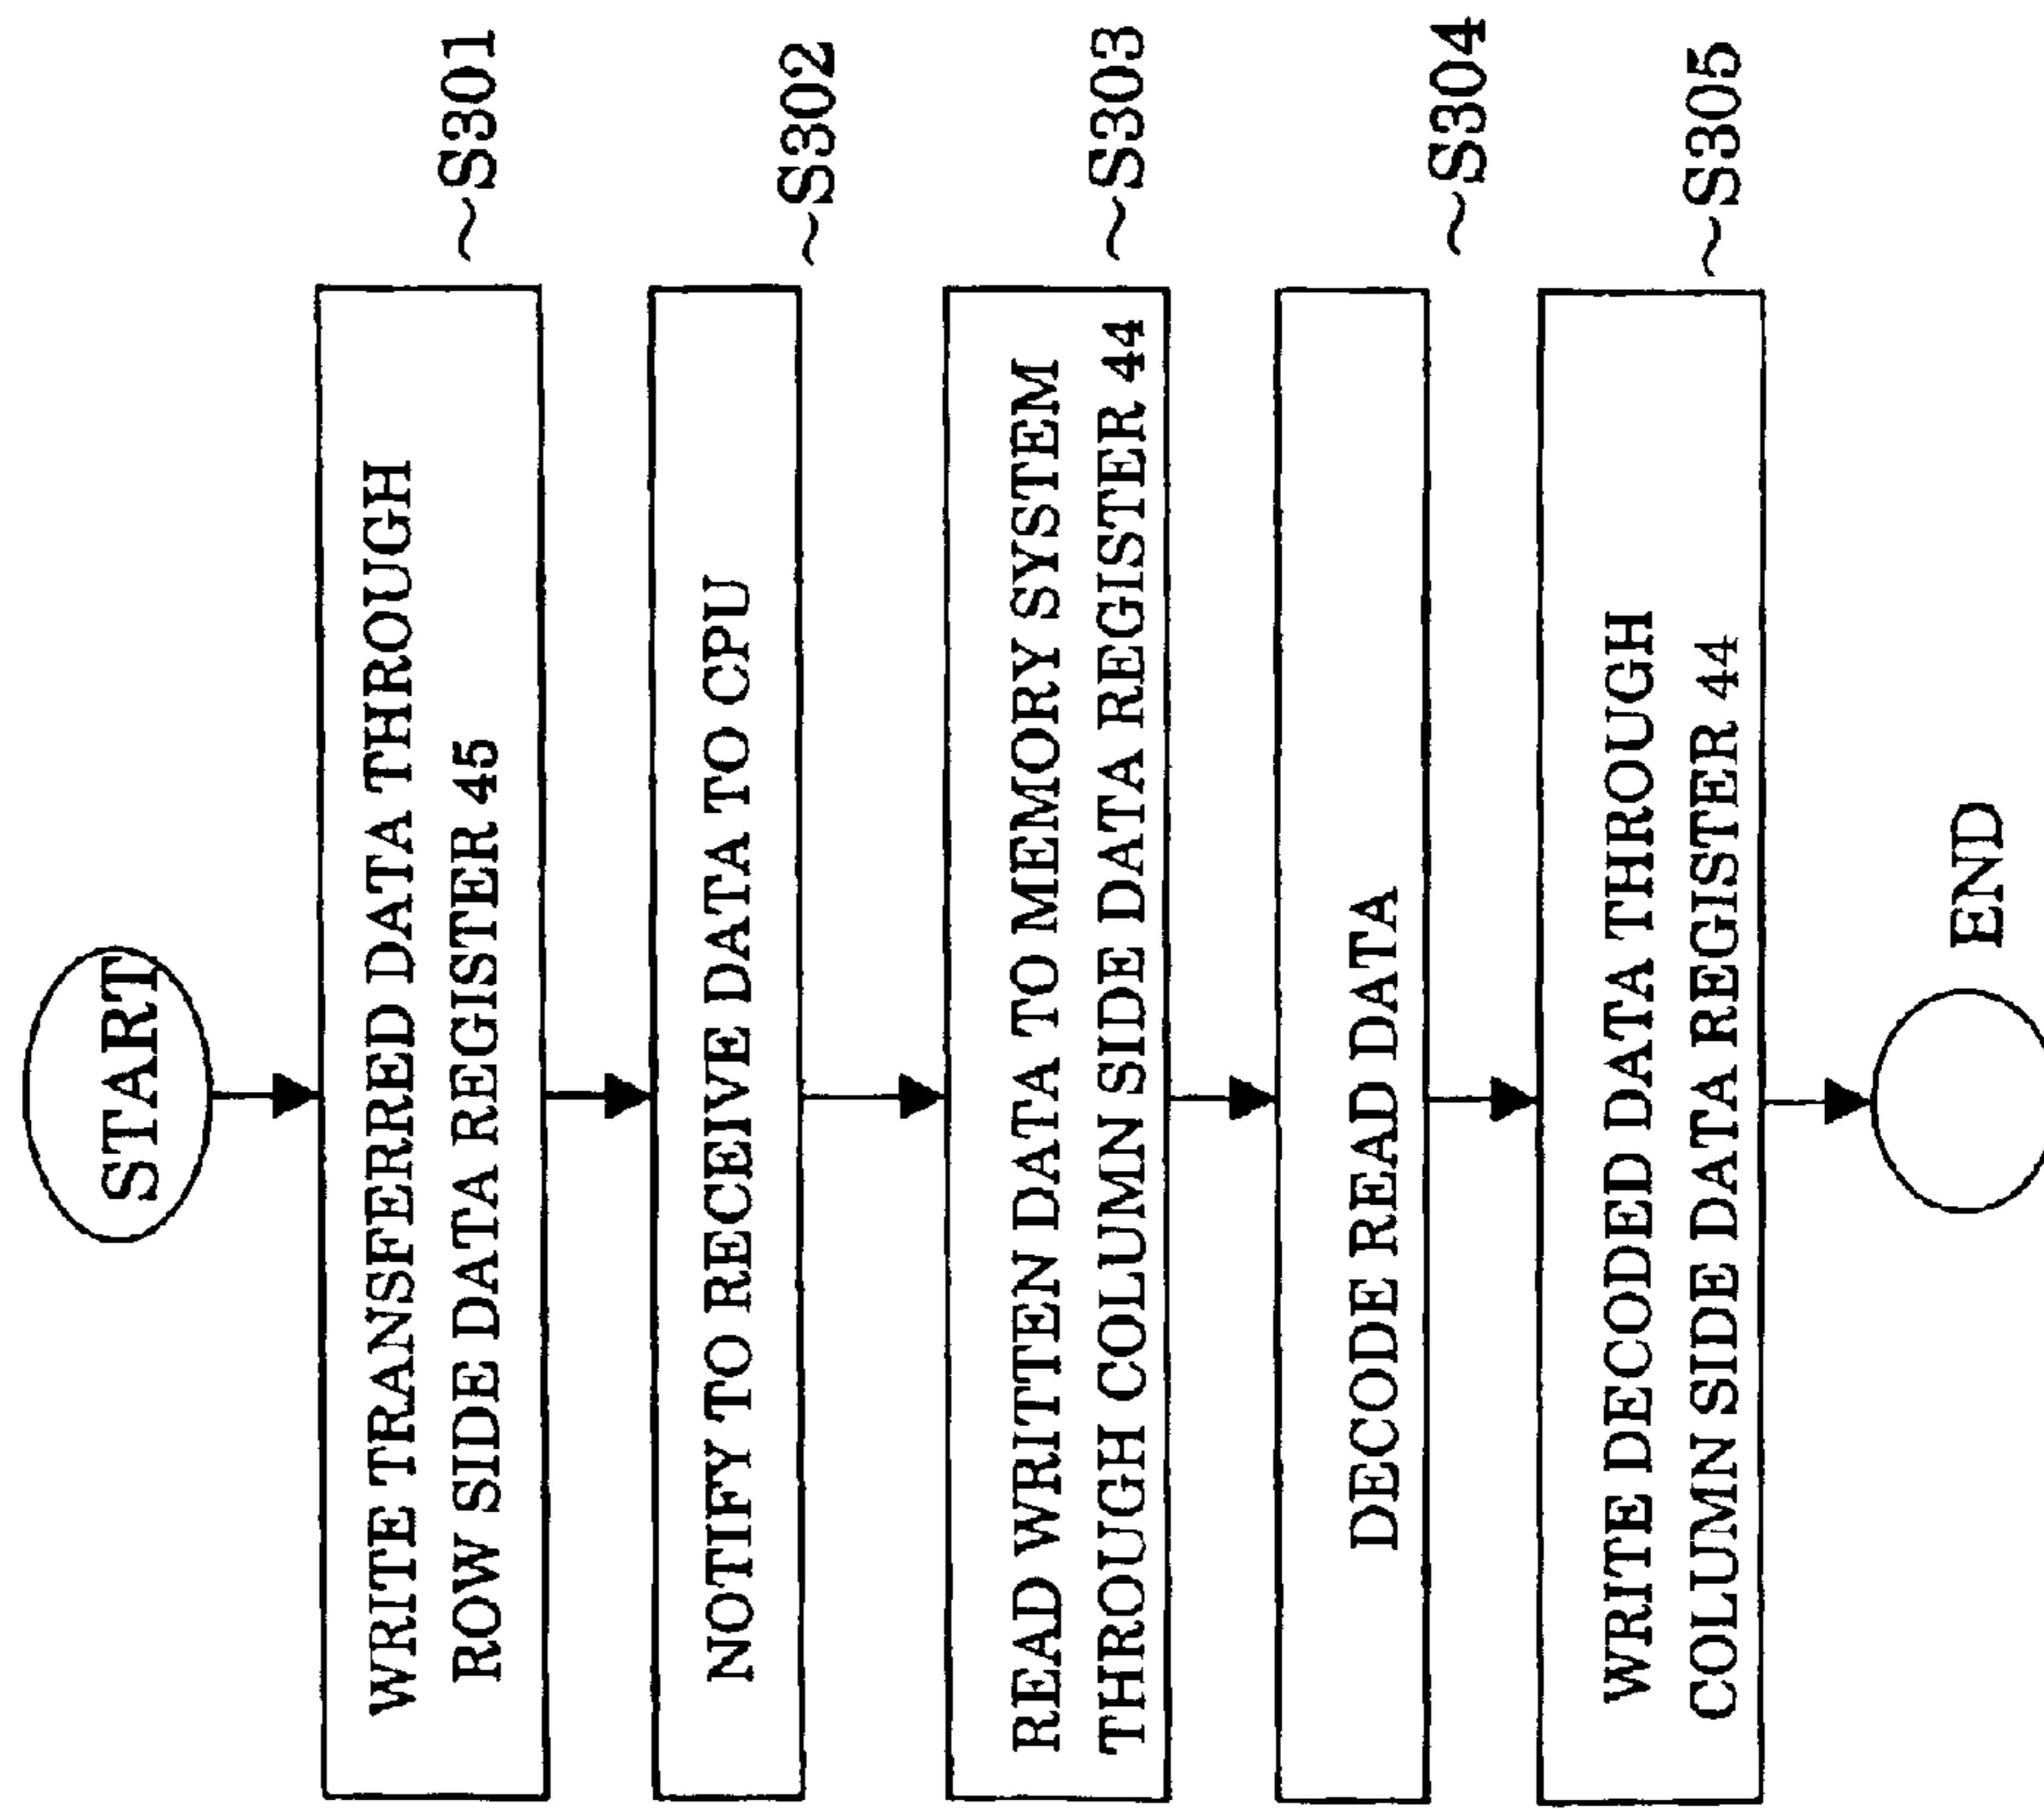 START
WRITE TRANSFERRED DATA THROUGH
ROW SIDE DATA REGISTER 45
~S301
NOTIFY TO RECEIVE DATA TO CPU
~S302
READ WRITTEN DATA TO MEMORY SYSTEM
THROUGH COLUMN SIDE DATA REGISTER 44
~S303
DECODE READ DATA
~S304
WRITE DECODED DATA THROUGH
COLUMN SIDE DATA REGISTER 44
~S305
END